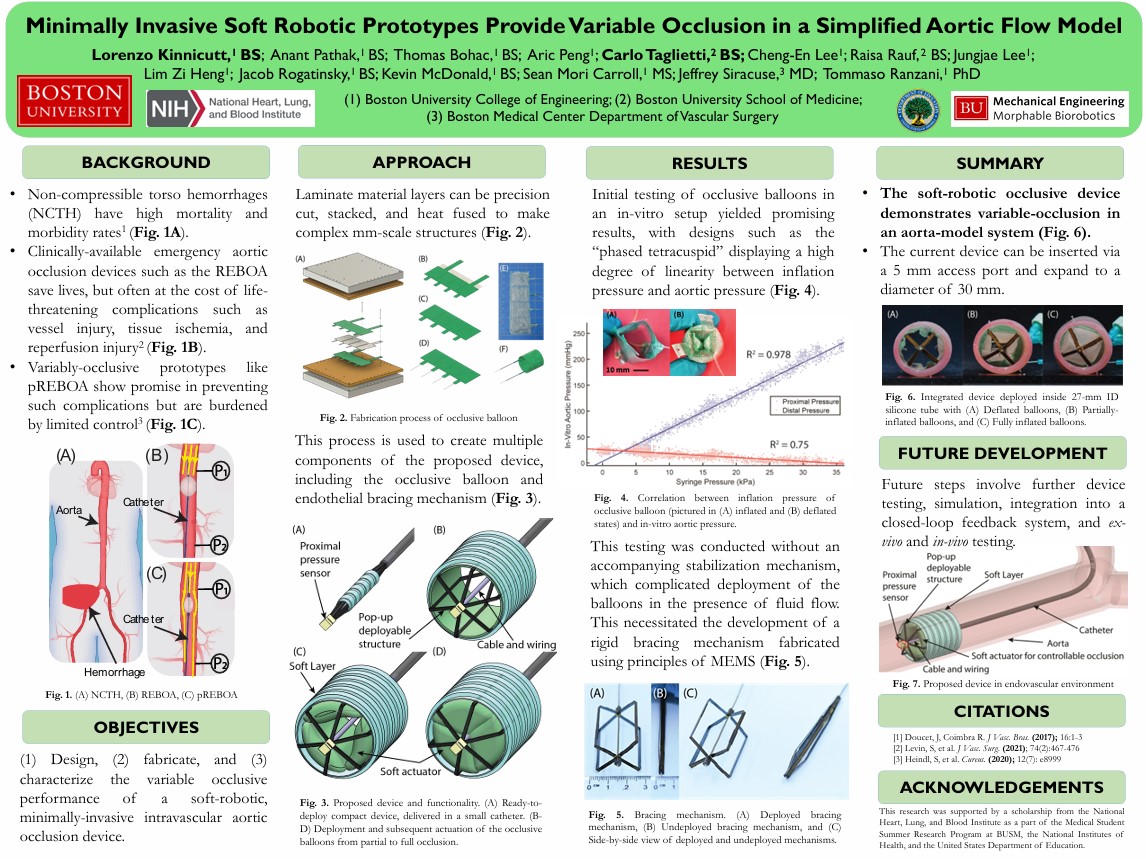 Minimally Invasive Soft Robotic Prototypes Provide Variable Occlusion in a Simplified Aortic Flow Model
Lorenzo Kinnicutt,¹ BS; Anant Pathak,¹ BS; Thomas Bohac,¹ BS; Aric Peng¹; Carlo Taglietti,² BS; Cheng-En Lee¹; Raisa Rauf,² BS; Jungjae Lee¹;
Lim Zi Heng¹; Jacob Rogatinsky,¹ BS; Kevin McDonald,¹ BS; Sean Mori Carroll,¹ MS; Jeffrey Siracuse,³ MD; Tommaso Ranzani,¹ PhD
BOSTON
UNIVERSITY
NIH
National Heart, Lung,
and Blood Institute
(1) Boston University College of Engineering; (2) Boston University School of Medicine;
(3) Boston Medical Center Department of Vascular Surgery
BU
Mechanical Engineering
Morphable Biorobotics
BACKGROUND
• Non-compressible torso hemorrhages
(NCTH) have high mortality and
morbidity rates¹ (Fig. 1A).
• Clinically-available emergency aortic
occlusion devices such as the REBOA
save lives, but often at the cost of life-
threatening complications such as
vessel injury, tissue ischemia, and
reperfusion injury² (Fig. 1B).
• Variably-occlusive prototypes like
pREBOA show promise in preventing
such complications but are burdened
by limited control³ (Fig. 1C).
(A)
Aorta
Hemorrhage
(B)
P₁
Catheter
P₂
(C)
P₁
Catheter
P₂
Fig. 1. (A) NCTH, (B) REBOA, (C) pREBOA
OBJECTIVES
(1) Design, (2) fabricate, and (3)
characterize the variable occlusive
performance of a soft-robotic,
minimally-invasive intravascular aortic
occlusion device.
APPROACH
Laminate material layers can be precision
cut, stacked, and heat fused to make
complex mm-scale structures (Fig. 2).
(A)
(B)
(C)
(D)
(E)
(F)
Fig. 2. Fabrication process of occlusive balloon
This process is used to create multiple
components of the proposed device,
including the occlusive balloon and
endothelial bracing mechanism (Fig. 3).
(A)
Proximal
pressure
sensor
(B)
Pop-up
deployable
structure
Cable and wiring
(C)
Soft Layer
(D)
Soft actuator
Fig. 3. Proposed device and functionality. (A) Ready-to-
deploy compact device, delivered in a small catheter. (B-
D) Deployment and subsequent actuation of the occlusive
balloons from partial to full occlusion.
RESULTS
Initial testing of occlusive balloons in
an in-vitro setup yielded promising
results, with designs such as the
“phased tetracuspid” displaying a high
degree of linearity between inflation
pressure and aortic pressure (Fig. 4).
(A)
10 mm
(B)
R² = 0.978
R² = 0.75
Proximal Pressure
Distal Pressure
In-Vitro Aortic Pressure (mmHg)
250
200
150
100
50
0
0 5 10 15 20 25 30 35
Syringe Pressure (kPa)
Fig. 4. Correlation between inflation pressure of
occlusive balloon (pictured in (A) inflated and (B) deflated
states) and in-vitro aortic pressure.
This testing was conducted without an
accompanying stabilization mechanism,
which complicated deployment of the
balloons in the presence of fluid flow.
This necessitated the development of a
rigid bracing mechanism fabricated
using principles of MEMS (Fig. 5).
(A)
(B)
(C)
0 cm 1 2 3
Fig. 5. Bracing mechanism. (A) Deployed bracing
mechanism, (B) Undeployed bracing mechanism, and (C)
Side-by-side view of deployed and undeployed mechanisms.
SUMMARY
• The soft-robotic occlusive device
demonstrates variable-occlusion in
an aorta-model system (Fig. 6).
• The current device can be inserted via
a 5 mm access port and expand to a
diameter of 30 mm.
(A)
(B)
(C)
Fig. 6. Integrated device deployed inside 27-mm ID
silicone tube with (A) Deflated balloons, (B) Partially-
inflated balloons, and (C) Fully inflated balloons.
FUTURE DEVELOPMENT
Future steps involve further device
testing, simulation, integration into a
closed-loop feedback system, and ex-
vivo and in-vivo testing.
Pop-up
deployable
structure
Proximal
pressure
sensor
Soft Layer
Catheter
Aorta
Soft actuator for controllable occlusion
Cable and wiring
Fig. 7. Proposed device in endovascular environment
CITATIONS
[1] Doucet, J, Coimbra R. J Vasc. Bras. (2017); 16:1-3
[2] Levin, S, et al. J Vasc. Surg. (2021); 74(2):467-476
[3] Heindl, S, et al. Cureus. (2020); 12(7): e8999
ACKNOWLEDGEMENTS
This research was supported by a scholarship from the National
Heart, Lung, and Blood Institute as a part of the Medical Student
Summer Research Program at BUSM, the National Institutes of
Health, and the United States Department of Education.